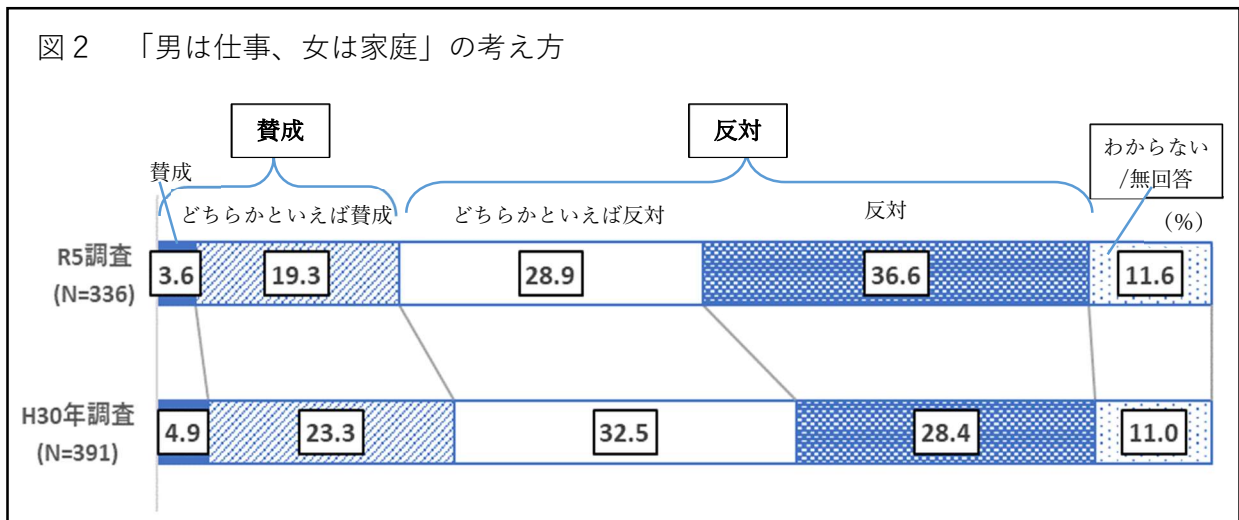 図２ 「男は仕事、女は家庭」の考え方
賛成
反対
わからない
/無回答
賛成
どちらかといえば賛成
どちらかといえば反対
反対
（%）
R5調査
(N=336)
3.6
19.3
28.9
36.6
11.6
H30年調査
(N=391)
4.9
23.3
32.5
28.4
11.0